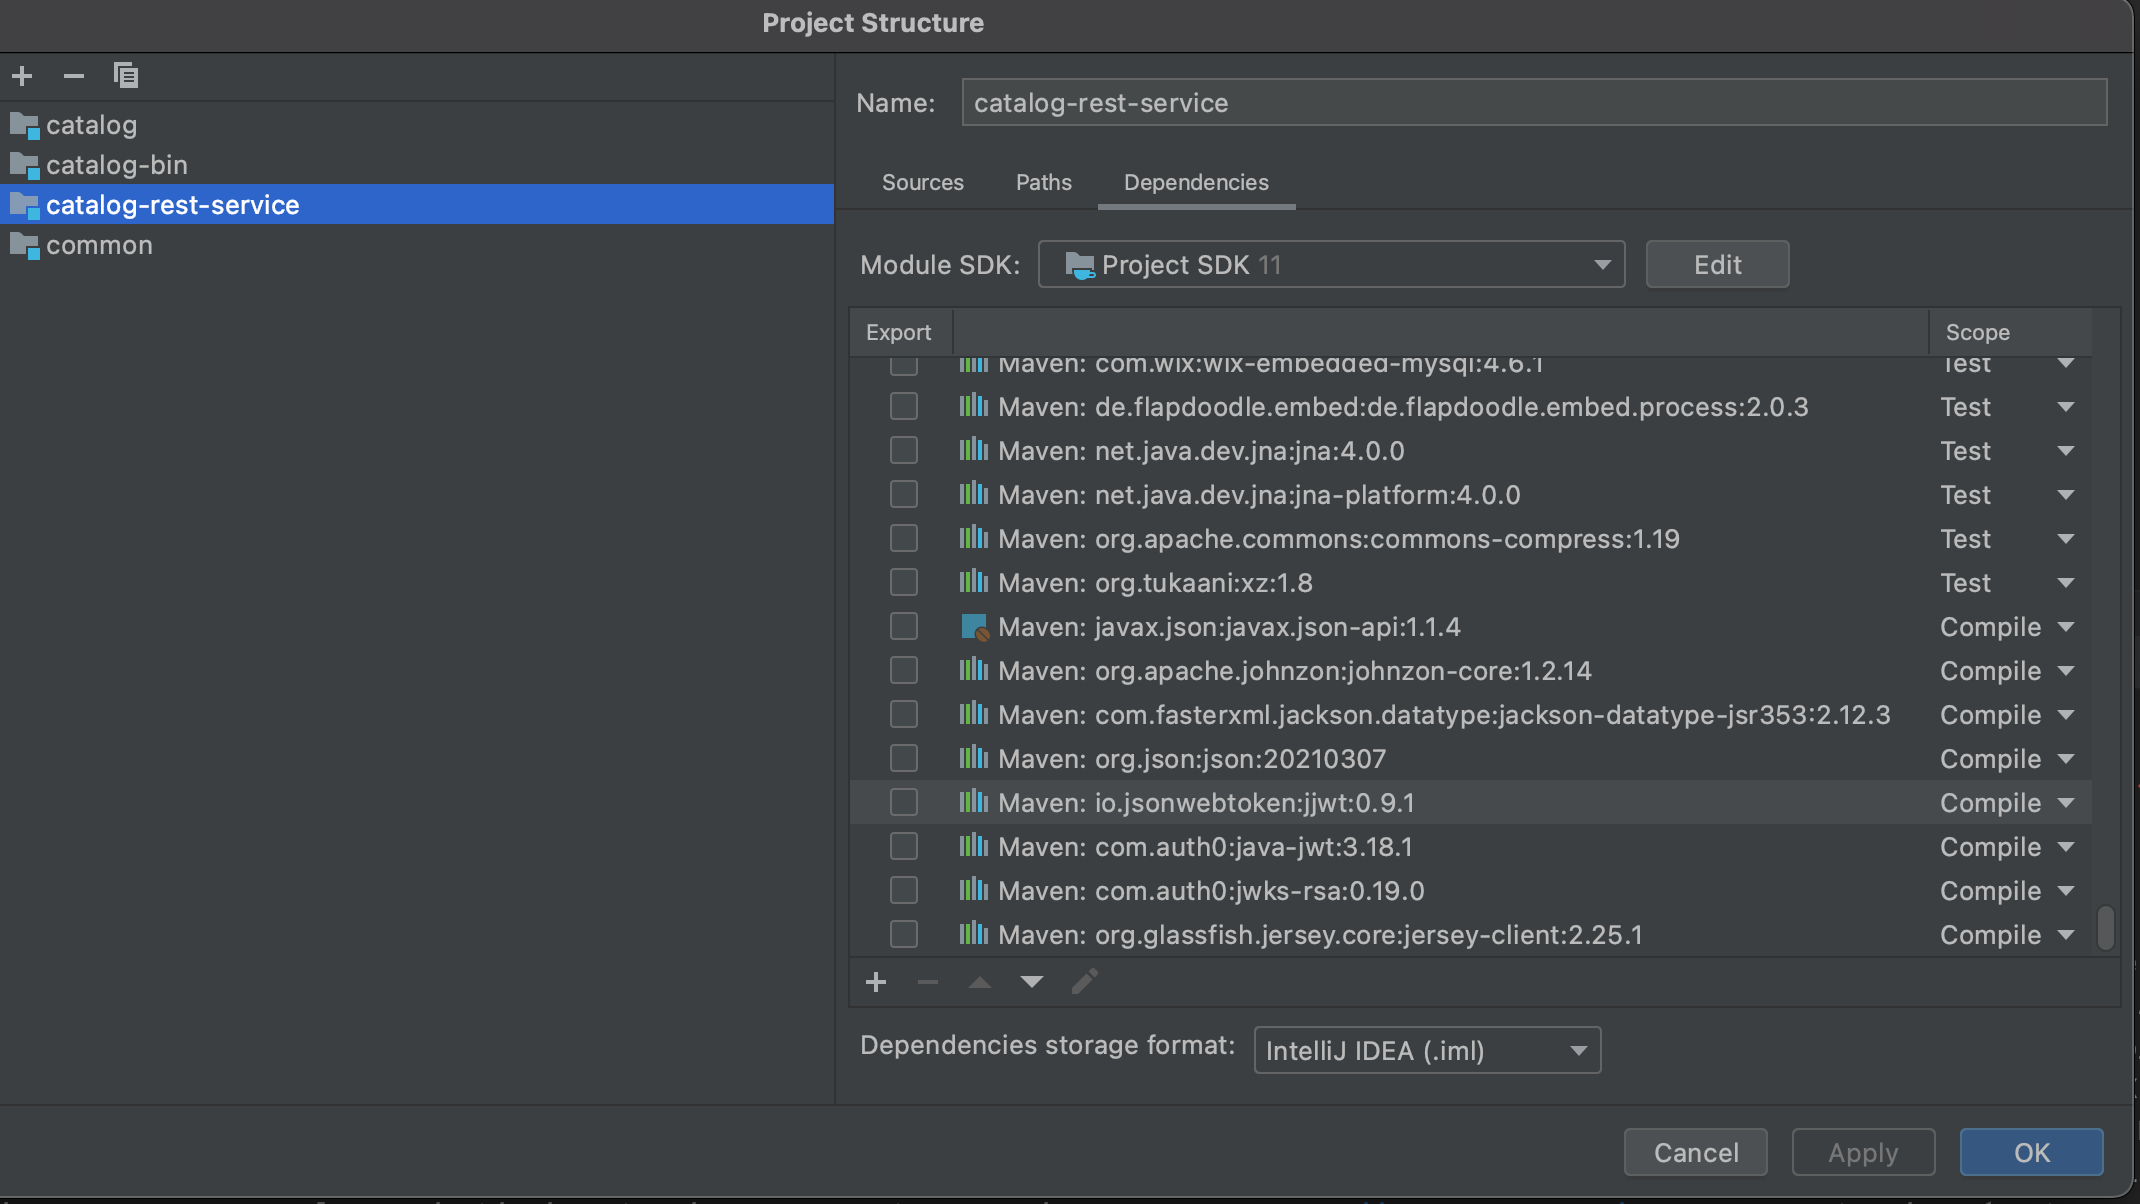 Project Structure
catalog
catalog-bin
catalog-rest-service
common
Name: catalog-rest-service
Sources Paths Dependencies
Module SDK: Project SDK 11 Edit
Export Scope
Maven: com.wix:wix-embedded-mysql:4.6.1 Test
Maven: de.flapdoodle.embed:de.flapdoodle.embed.process:2.0.3 Test
Maven: net.java.dev.jna:jna:4.0.0 Test
Maven: net.java.dev.jna:jna-platform:4.0.0 Test
Maven: org.apache.commons:commons-compress:1.19 Test
Maven: org.tukaani:xz:1.8 Test
Maven: javax.json:javax.json-api:1.1.4 Compile
Maven: org.apache.johnzon:johnzon-core:1.2.14 Compile
Maven: com.fasterxml.jackson.datatype:jackson-datatype-jsr353:2.12.3 Compile
Maven: org.json:json:20210307 Compile
Maven: io.jsonwebtoken:jjwt:0.9.1 Compile
Maven: com.auth0:java-jwt:3.18.1 Compile
Maven: com.auth0:jwks-rsa:0.19.0 Compile
Maven: org.glassfish.jersey.core:jersey-client:2.25.1 Compile
Dependencies storage format: IntelliJ IDEA (.iml)
Cancel Apply OK